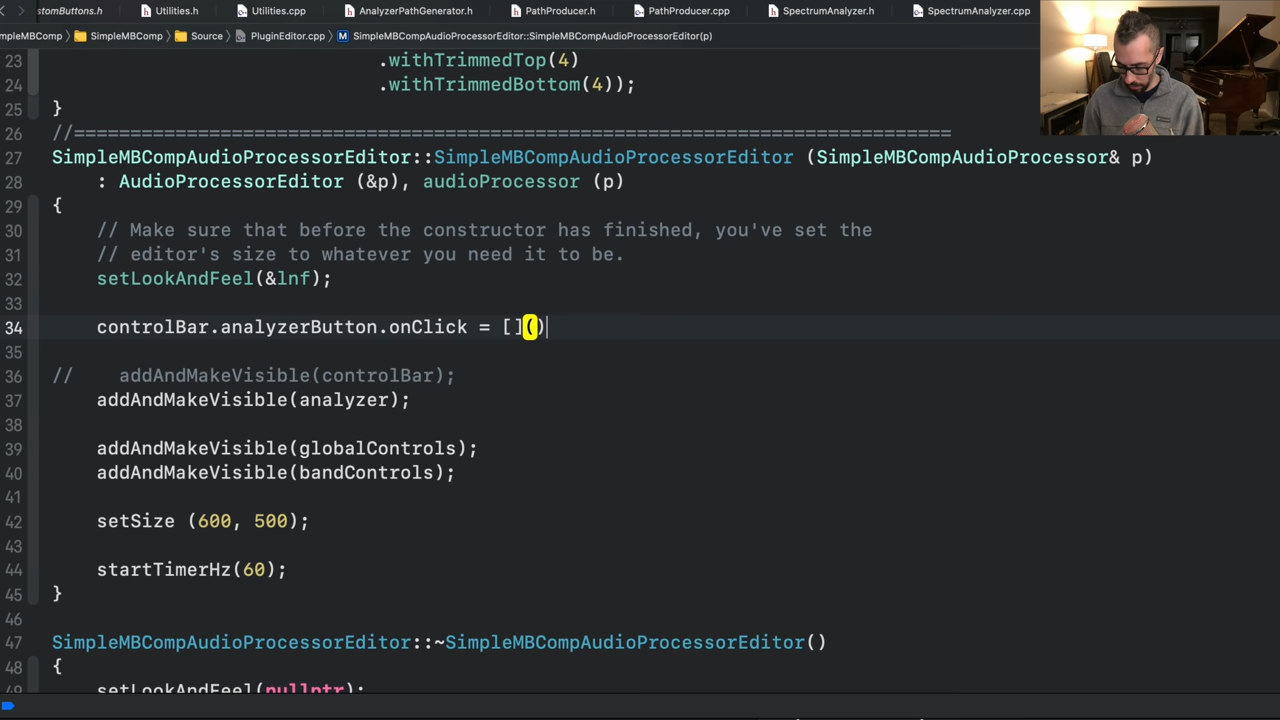 stomButtons.h
Utilities.h
Utilities.cpp
AnalyzerPathGenerator.h
PathProducer.h
PathProducer.cpp
SpectrumAnalyzer.h
SpectrumAnalyzer.cpp
mpleMBComp
SimpleMBComp
Source
PluginEditor.cpp
M SimpleMBCompAudioProcessorEditor::SimpleMBCompAudioProcessorEditor(p)
23 .withTrimmedTop(4)
24 .withTrimmedBottom(4));
25 }
26 //==============================================================================
27 SimpleMBCompAudioProcessorEditor::SimpleMBCompAudioProcessorEditor (SimpleMBCompAudioProcessor& p)
28 : AudioProcessorEditor (&p), audioProcessor (p)
29 {
30 // Make sure that before the constructor has finished, you've set the
31 // editor's size to whatever you need it to be.
32 setLookAndFeel(&lnf);
33
34 controlBar.analyzerButton.onClick = []()
35
36 // addAndMakeVisible(controlBar);
37 addAndMakeVisible(analyzer);
38
39 addAndMakeVisible(globalControls);
40 addAndMakeVisible(bandControls);
41
42 setSize (600, 500);
43
44 startTimerHz(60);
45 }
46
47 SimpleMBCompAudioProcessorEditor::~SimpleMBCompAudioProcessorEditor()
48 {
49 setLookAndFeel(nullptr);